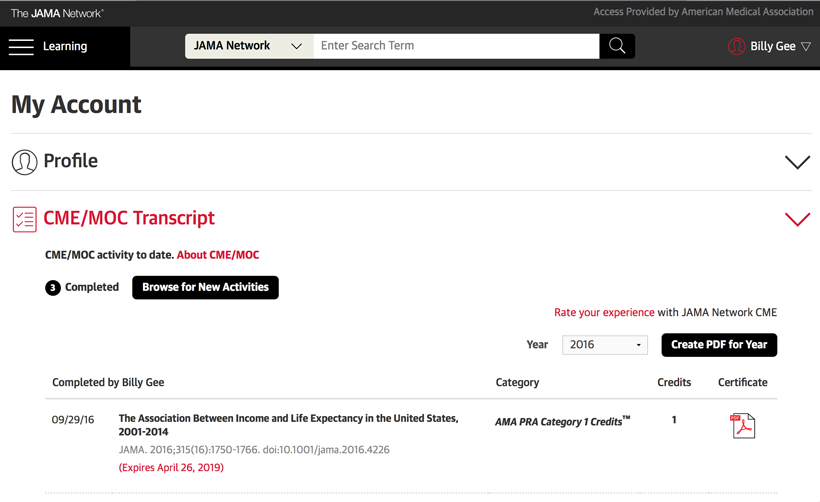 The JAMA Network®
Access Provided by American Medical Association
Learning
JAMA Network
Enter Search Term
Billy Gee
My Account
Profile
CME/MOC Transcript
CME/MOC activity to date. About CME/MOC
3 Completed
Browse for New Activities
Rate your experience with JAMA Network CME
Year
2016
Create PDF for Year
Completed by Billy Gee
Category
Credits
Certificate
09/29/16
The Association Between Income and Life Expectancy in the United States,
2001-2014
JAMA. 2016;315(16):1750-1766. doi:10.1001/jama.2016.4226
(Expires April 26, 2019)
AMA PRA Category 1 Credits™
1
PDF